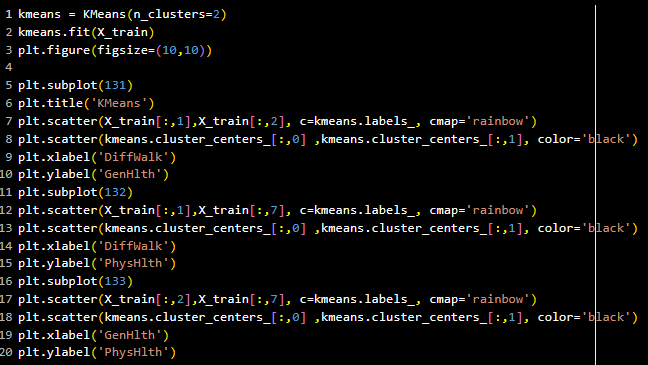 1 kmeans = KMeans(n_clusters=2)
2 kmeans.fit(X_train)
3 plt.figure(figsize=(10,10))
4
5 plt.subplot(131)
6 plt.title('KMeans')
7 plt.scatter(X_train[:,1],X_train[:,2], c=kmeans.labels_, cmap='rainbow')
8 plt.scatter(kmeans.cluster_centers_[:,0] ,kmeans.cluster_centers_[:,1], color='black')
9 plt.xlabel('DiffWalk')
10 plt.ylabel('GenHlth')
11 plt.subplot(132)
12 plt.scatter(X_train[:,1],X_train[:,7], c=kmeans.labels_, cmap='rainbow')
13 plt.scatter(kmeans.cluster_centers_[:,0] ,kmeans.cluster_centers_[:,1], color='black')
14 plt.xlabel('DiffWalk')
15 plt.ylabel('PhysHlth')
16 plt.subplot(133)
17 plt.scatter(X_train[:,2],X_train[:,7], c=kmeans.labels_, cmap='rainbow')
18 plt.scatter(kmeans.cluster_centers_[:,0] ,kmeans.cluster_centers_[:,1], color='black')
19 plt.xlabel('GenHlth')
20 plt.ylabel('PhysHlth')